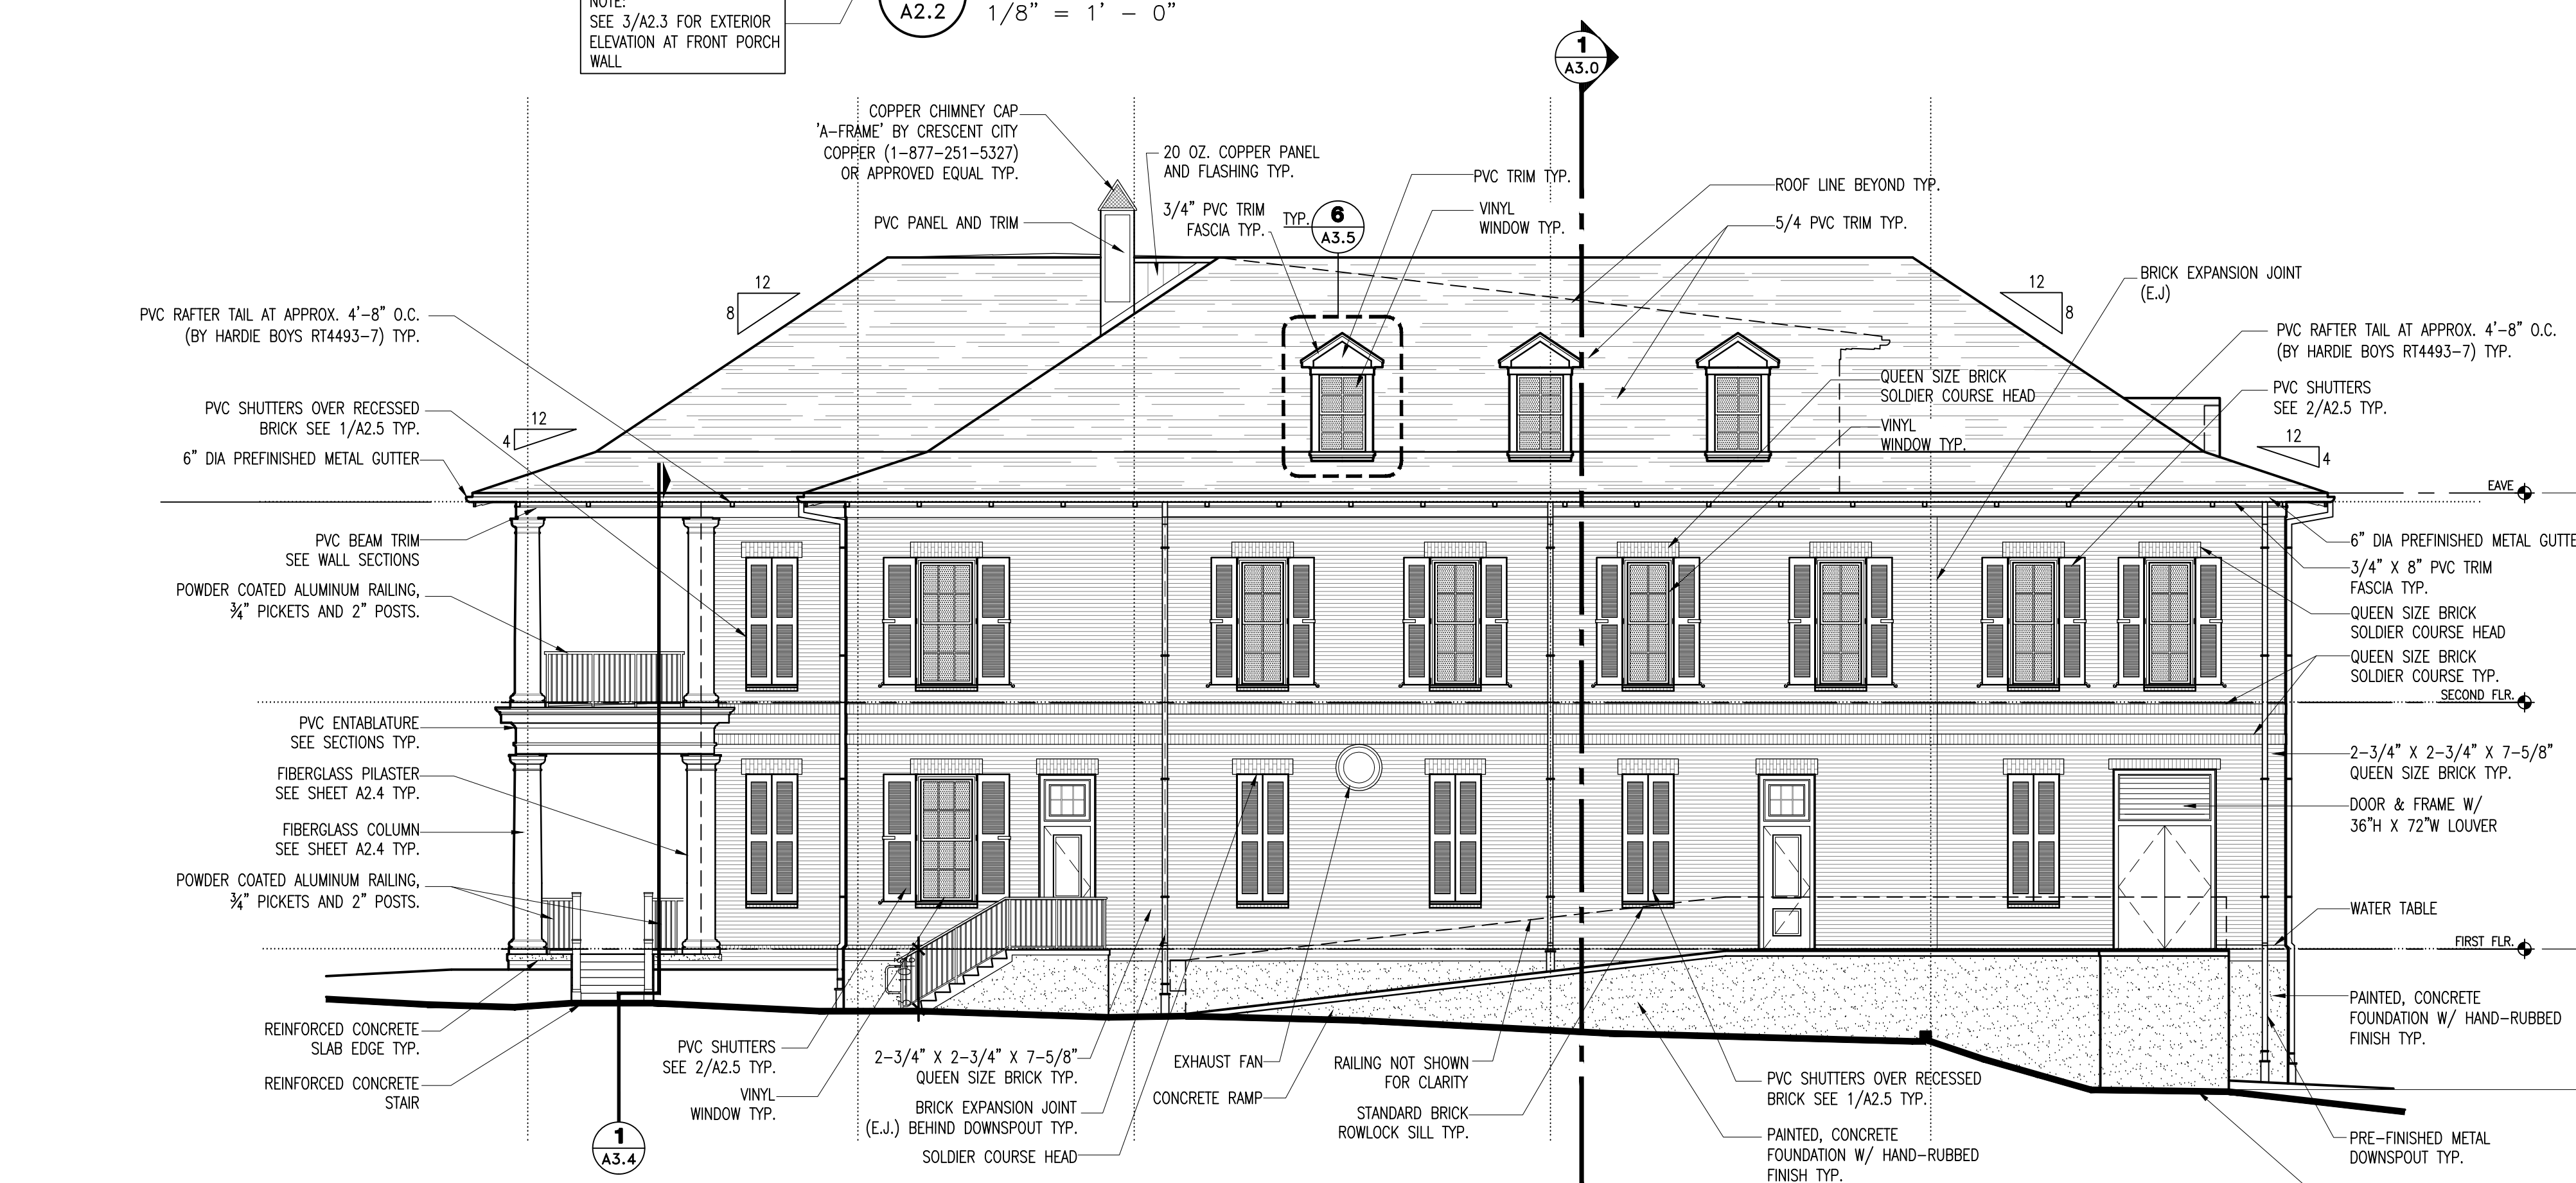 NOTE:
SEE 3/A2.3 FOR EXTERIOR
ELEVATION AT FRONT PORCH
WALL
A2.2
1/8" = 1' - 0"
1
A3.0
COPPER CHIMNEY CAP
'A-FRAME' BY CRESCENT CITY
COPPER (1-877-251-5327)
OR APPROVED EQUAL TYP.
20 OZ. COPPER PANEL
AND FLASHING TYP.
PVC TRIM TYP.
ROOF LINE BEYOND TYP.
PVC PANEL AND TRIM
3/4" PVC TRIM
FASCIA TYP.
TYP.
6
A3.5
VINYL
WINDOW TYP.
5/4 PVC TRIM TYP.
BRICK EXPANSION JOINT
(E.J)
12
8
12
8
PVC RAFTER TAIL AT APPROX. 4'-8" O.C.
(BY HARDIE BOYS RT4493-7) TYP.
PVC RAFTER TAIL AT APPROX. 4'-8" O.C.
(BY HARDIE BOYS RT4493-7) TYP.
QUEEN SIZE BRICK
SOLDIER COURSE HEAD
PVC SHUTTERS
SEE 2/A2.5 TYP.
PVC SHUTTERS OVER RECESSED
BRICK SEE 1/A2.5 TYP.
12
4
VINYL
WINDOW TYP.
12
4
6" DIA PREFINISHED METAL GUTTER
EAVE
PVC BEAM TRIM
SEE WALL SECTIONS
6" DIA PREFINISHED METAL GUTTE
3/4" X 8" PVC TRIM
FASCIA TYP.
POWDER COATED ALUMINUM RAILING,
¾" PICKETS AND 2" POSTS.
QUEEN SIZE BRICK
SOLDIER COURSE HEAD
QUEEN SIZE BRICK
SOLDIER COURSE TYP.
SECOND FLR.
PVC ENTABLATURE
SEE SECTIONS TYP.
2-3/4" X 2-3/4" X 7-5/8"
QUEEN SIZE BRICK TYP.
FIBERGLASS PILASTER
SEE SHEET A2.4 TYP.
DOOR & FRAME W/
36"H X 72"W LOUVER
FIBERGLASS COLUMN
SEE SHEET A2.4 TYP.
POWDER COATED ALUMINUM RAILING,
¾" PICKETS AND 2" POSTS.
WATER TABLE
FIRST FLR.
REINFORCED CONCRETE
SLAB EDGE TYP.
REINFORCED CONCRETE
STAIR
1
A3.4
PVC SHUTTERS
SEE 2/A2.5 TYP.
VINYL
WINDOW TYP.
2-3/4" X 2-3/4" X 7-5/8"
QUEEN SIZE BRICK TYP.
BRICK EXPANSION JOINT
(E.J.) BEHIND DOWNSPOUT TYP.
SOLDIER COURSE HEAD
EXHAUST FAN
CONCRETE RAMP
RAILING NOT SHOWN
FOR CLARITY
STANDARD BRICK
ROWLOCK SILL TYP.
PVC SHUTTERS OVER RECESSED
BRICK SEE 1/A2.5 TYP.
PAINTED, CONCRETE
FOUNDATION W/ HAND-RUBBED
FINISH TYP.
PAINTED, CONCRETE
FOUNDATION W/ HAND-RUBBED
FINISH TYP.
PRE-FINISHED METAL
DOWNSPOUT TYP.